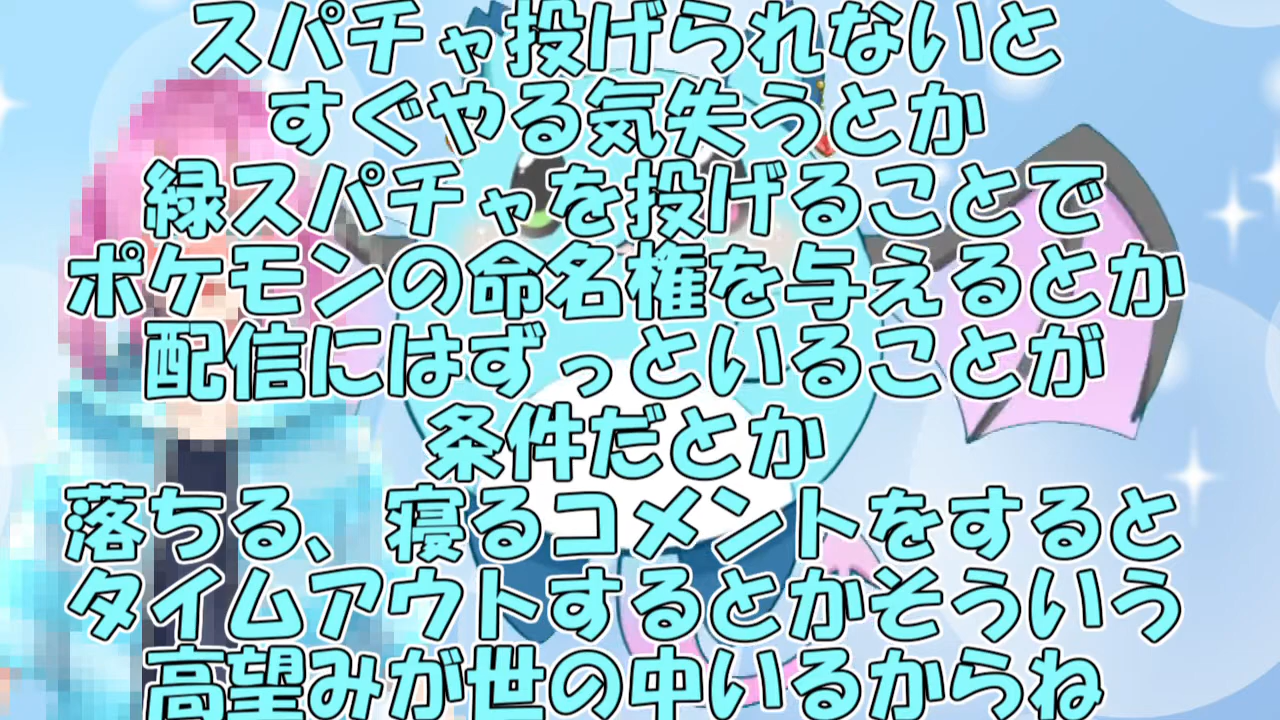 スパチャ投げられないと
すぐやる気失うとか
緑スパチャを投げることで
ポケモンの命名権を与えるとか
配信にはずっといることが
条件だとか
落ちる、寝るコメントをすると
タイムアウトするとかそういう
高望みが世の中いるからね